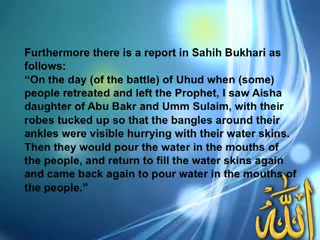 Furthermore there is a report in Sahih Bukhari as
follows:
“On the day (of the battle) of Uhud when (some)
people retreated and left the Prophet, I saw Aisha
daughter of Abu Bakr and Umm Sulaim, with their
robes tucked up so that the bangles around their
ankles were visible hurrying with their water skins.
Then they would pour the water in the mouths of
the people, and return to fill the water skins again
and came back again to pour water in the mouths of
the people.”
الله